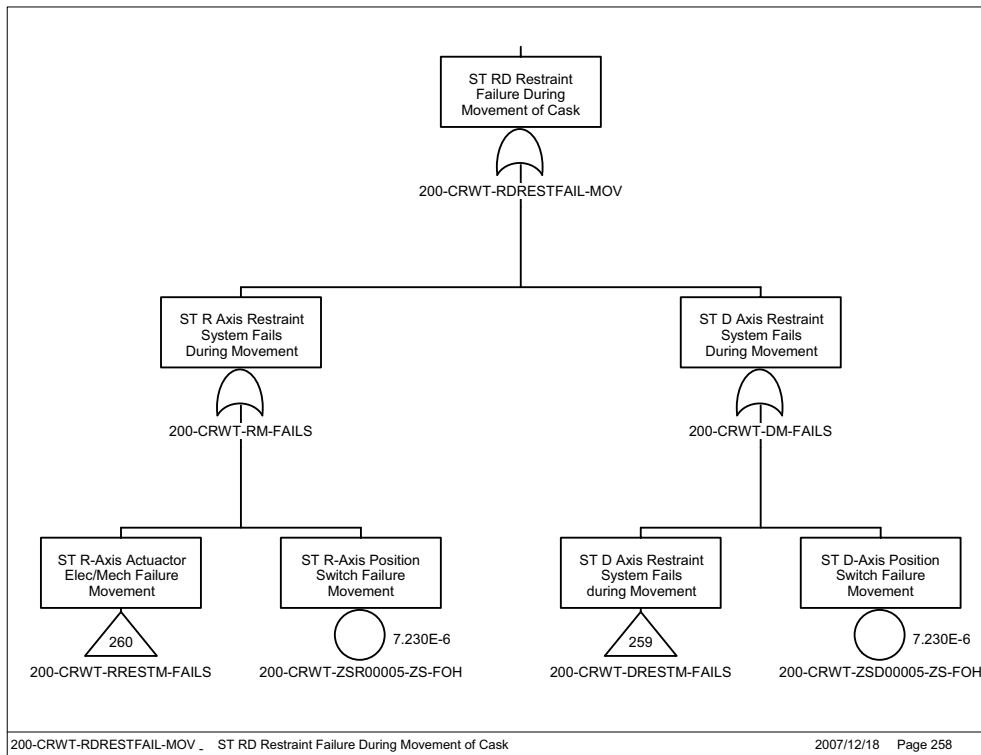 ST RD Restraint
Failure During
Movement of Cask
200-CRWT-RDRESTFAIL-MOV
ST R Axis Restraint
System Fails
During Movement
200-CRWT-RM-FAILS
ST D Axis Restraint
System Fails
During Movement
200-CRWT-DM-FAILS
ST R-Axis Actuactor
Elec/Mech Failure
Movement
260
200-CRWT-RRESTM-FAILS
ST R-Axis Position
Switch Failure
Movement
7.230E-6
200-CRWT-ZSR00005-ZS-FOH
ST D Axis Restraint
System Fails
during Movement
259
200-CRWT-DRESTM-FAILS
ST D-Axis Position
Switch Failure
Movement
7.230E-6
200-CRWT-ZSD00005-ZS-FOH
200-CRWT-RDRESTFAIL-MOV _ ST RD Restraint Failure During Movement of Cask 2007/12/18 Page 258